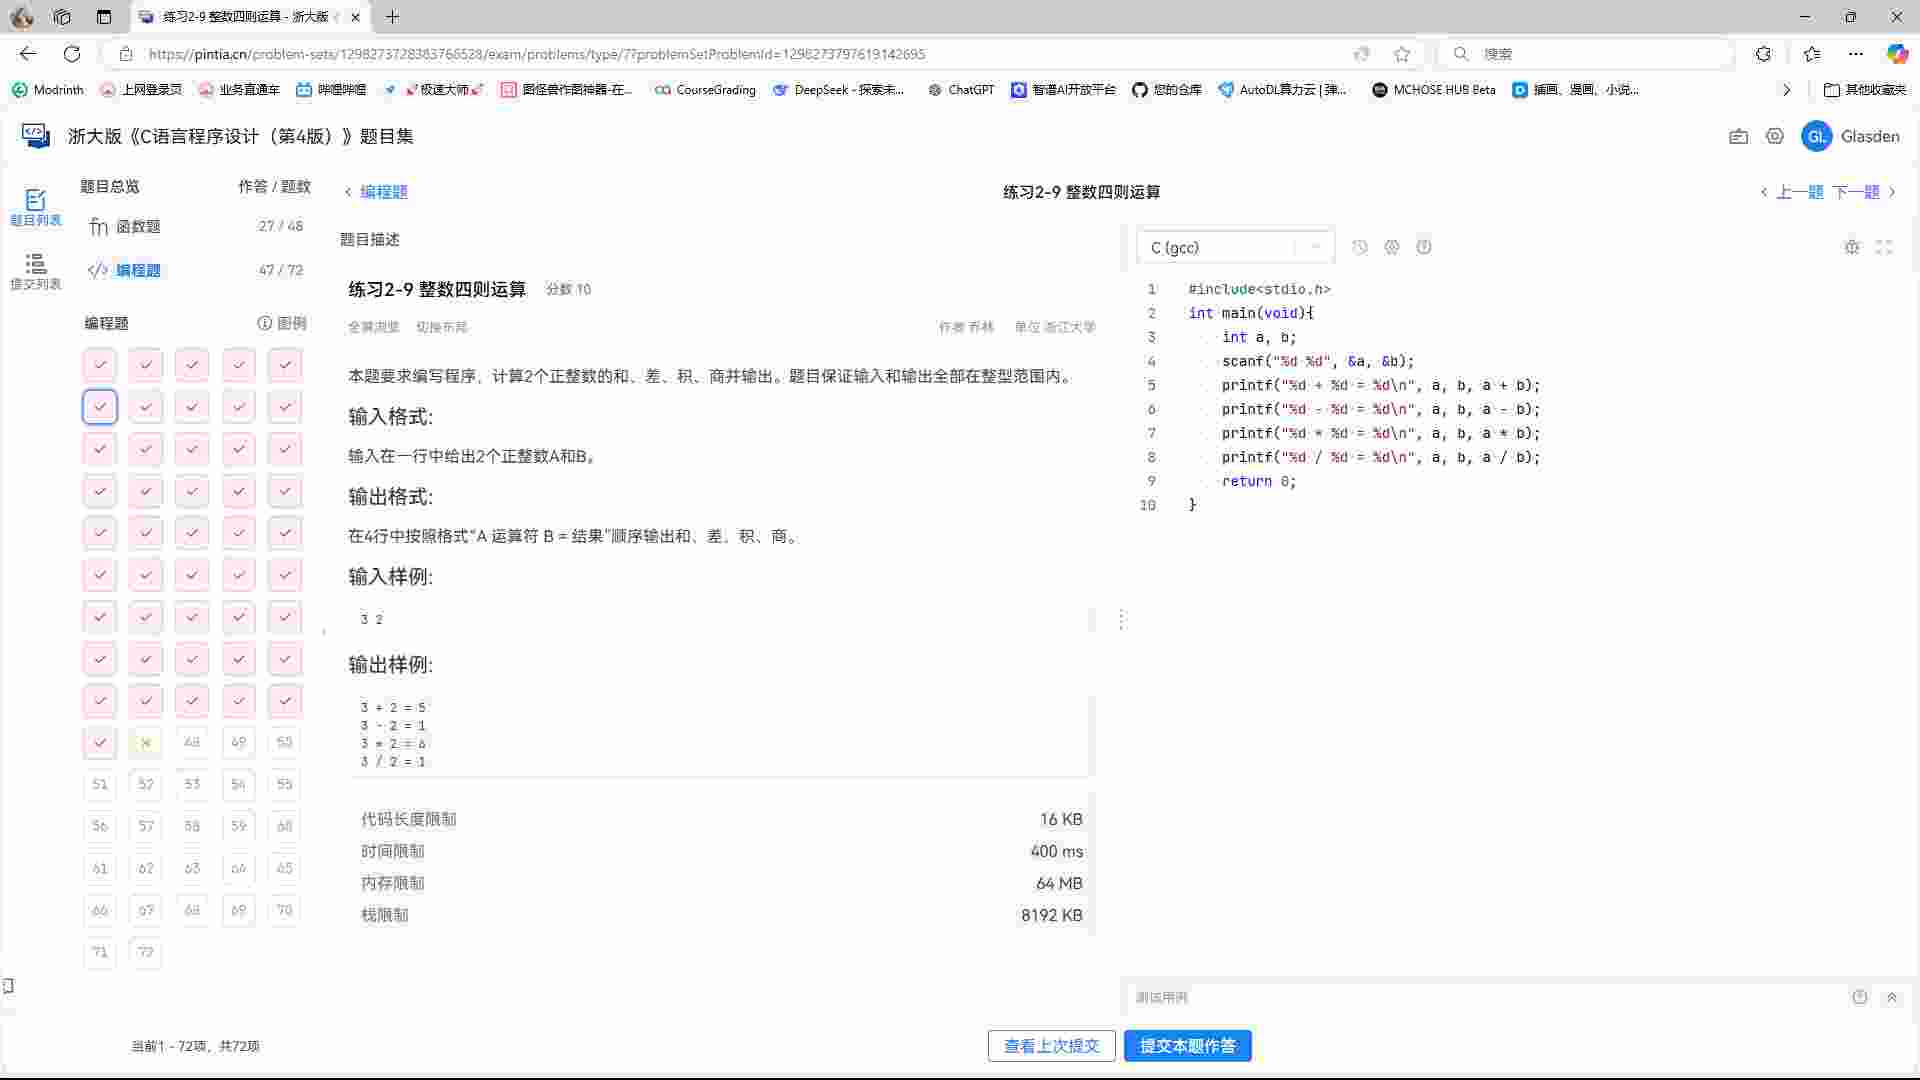 练习2-9 整数四则运算 - 浙大版
https://pintia.cn/problem-sets/1298273728383766528/exam/problems/type/7?problemSetProblemId=1298273797619142695
搜索
Modrinth
上网登录页
业务直通车
哔哩哔哩
极速大师
图怪兽作图神器-在...
CourseGrading
DeepSeek - 探索未...
ChatGPT
智谱AI开放平台
您的仓库
AutoDL算力云 | 弹...
MCHOSE HUB Beta
插画、漫画、小说...
其他收藏夹
浙大版《C语言程序设计（第4版）》题目集
GL
Glasden
题目列表
提交列表
题目总览 作答 / 题数
fn 函数题 27 / 48
</> 编程题 47 / 72
编程题 图例
48 49 50
51 52 53 54 55
56 57 58 59 60
61 62 63 64 65
66 67 68 69 70
71 72
当前1 - 72项，共72项
编程题
练习2-9 整数四则运算
上一题 下一题
题目描述
练习2-9 整数四则运算 分数 10
全屏浏览 切换布局 作者 乔林 单位 浙江大学
本题要求编写程序，计算2个正整数的和、差、积、商并输出。题目保证输入和输出全部在整型范围内。
输入格式:
输入在一行中给出2个正整数A和B。
输出格式:
在4行中按照格式“A 运算符 B = 结果”顺序输出和、差、积、商。
输入样例:
3 2
输出样例:
3 + 2 = 5
3 - 2 = 1
3 * 2 = 6
3 / 2 = 1
代码长度限制 16 KB
时间限制 400 ms
内存限制 64 MB
栈限制 8192 KB
C (gcc)
1 #include<stdio.h>
2 int main(void){
3 int a, b;
4 scanf("%d %d", &a, &b);
5 printf("%d + %d = %d\n", a, b, a + b);
6 printf("%d - %d = %d\n", a, b, a - b);
7 printf("%d * %d = %d\n", a, b, a * b);
8 printf("%d / %d = %d\n", a, b, a / b);
9 return 0;
10 }
测试用例
查看上次提交
提交本题作答